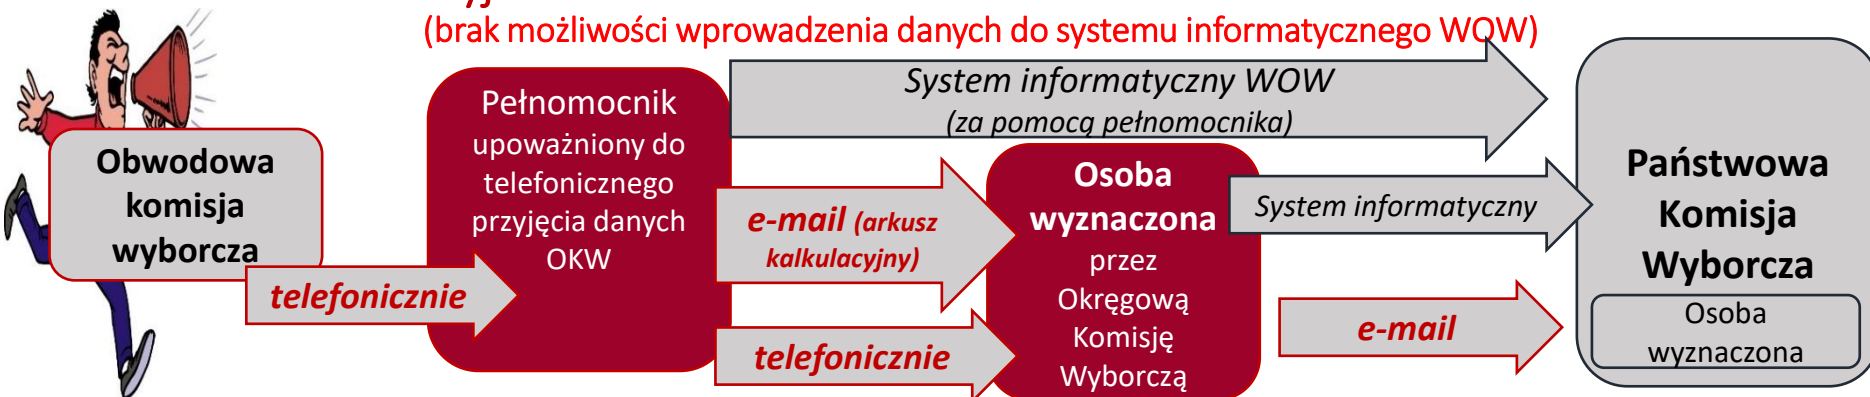 (brak możliwości wprowadzenia danych do systemu informatycznego WOW)
Obwodowa
komisja
wyborcza
telefonicznie
Pełnomocnik
upoważniony do
telefonicznego
przyjęcia danych
OKW
System informatyczny WOW
(za pomocą pełnomocnika)
e-mail (arkusz
kalkulacyjny)
telefonicznie
Osoba
wyznaczona
przez
Okręgową
Komisję
Wyborczą
System informatyczny
e-mail
Państwowa
Komisja
Wyborcza
Osoba
wyznaczona